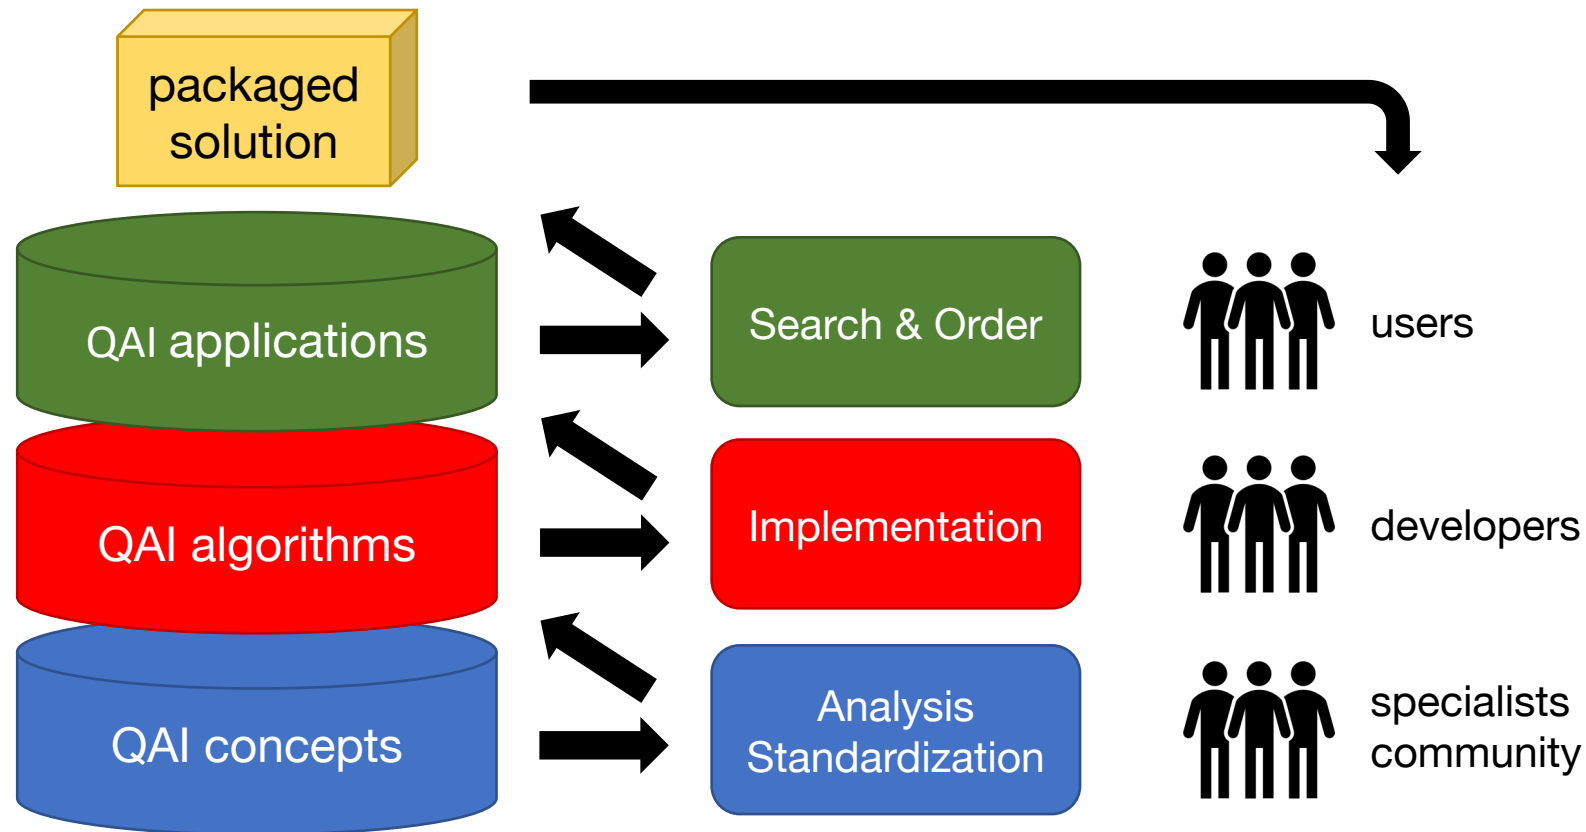 packaged
solution
QAI applications
Search & Order
users
QAI algorithms
Implementation
developers
QAI concepts
Analysis
Standardization
specialists
community